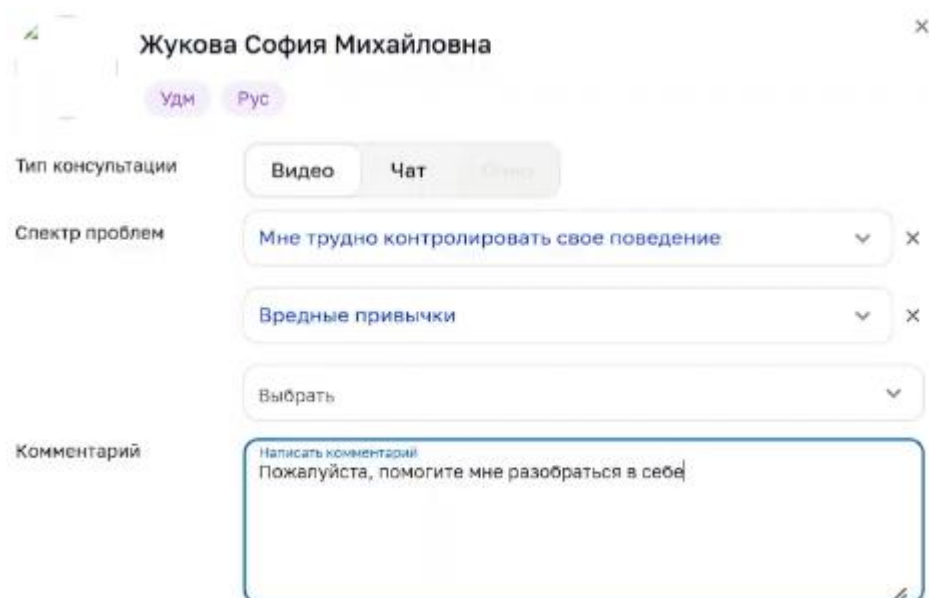 Жукова София Михайловна
Удм Рус
Тип консультации
Видео Чат
Спектр проблем
Мне трудно контролировать свое поведение
Вредные привычки
Выбрать
Комментарий
Написать комментарий
Пожалуйста, помогите мне разобраться в себе